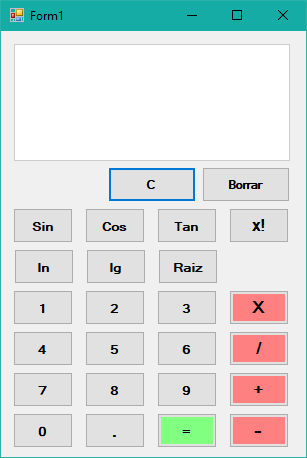 Form1
C Borrar
Sin Cos Tan x!
ln lg Raiz
1 2 3 X
4 5 6 /
7 8 9 +
0 . = -